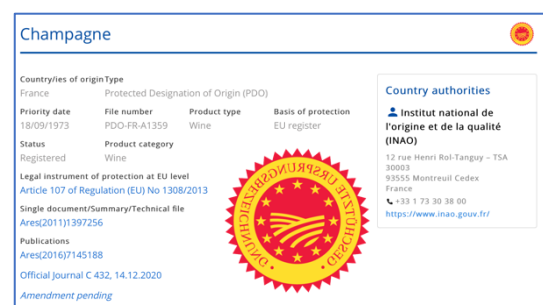 Champagne
Country/ies of origin Type
France Protected Designation of Origin (PDO)
Priority date File number Product type Basis of protection
18/09/1973 PDO-FR-A1359 Wine EU register
Status Product category
Registered Wine
Legal instrument of protection at EU level
Article 107 of Regulation (EU) No 1308/2013
Single document/Summary/Technical file
Ares(2011)1397256
Publications
Ares(2016)7145188
Official Journal C 432, 14.12.2020
Amendment pending
GESCHÜTZTE URSPRUNGSBEZEICHNUNG
Country authorities
Institut national de
l'origine et de la qualité
(INAO)
12 rue Henri Rol-Tanguy – TSA
30003
93555 Montreuil Cedex
France
+33 1 73 30 38 00
https://www.inao.gouv.fr/